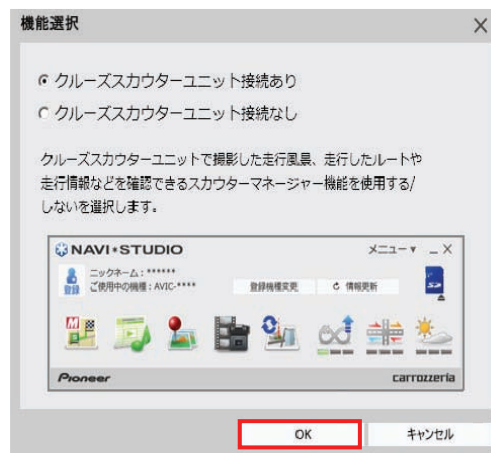 機能選択
クルーズスカウターユニット接続あり
クルーズスカウターユニット接続なし
クルーズスカウターユニットで撮影した走行風景、走行したルートや
走行情報などを確認できるスカウターマネージャー機能を使用する/
しないを選択します。
NAVI*STUDIO
メニュー▼ _ X
ニックネーム:******
ご使用中の機種:AVIC-****
登録
登録機種変更
情報更新
Pioneer
carrozzeria
OK
キャンセル